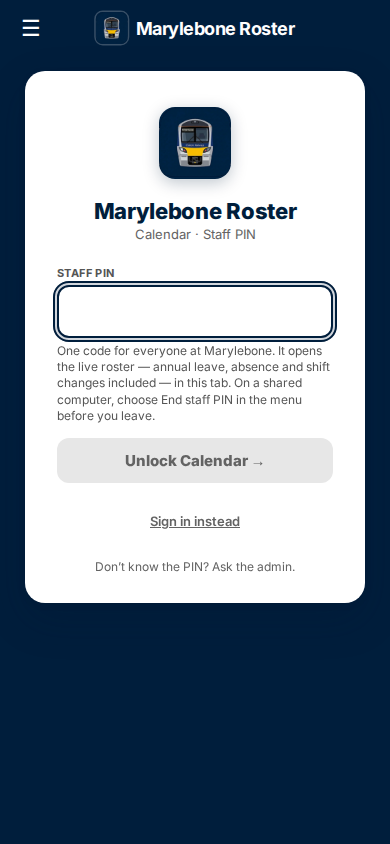 ☰ Marylebone Roster
Marylebone Roster
Calendar · Staff PIN
STAFF PIN
One code for everyone at Marylebone. It opens
the live roster — annual leave, absence and shift
changes included — in this tab. On a shared
computer, choose End staff PIN in the menu
before you leave.
Unlock Calendar →
Sign in instead
Don’t know the PIN? Ask the admin.